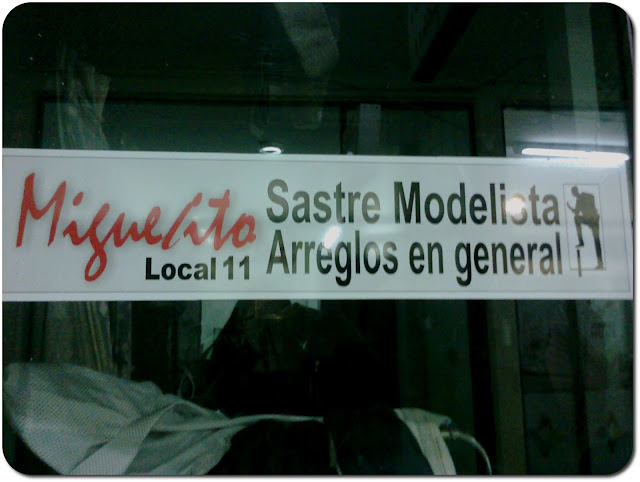 Miguelito
Local 11
Sastre Modelista
Arreglos en general